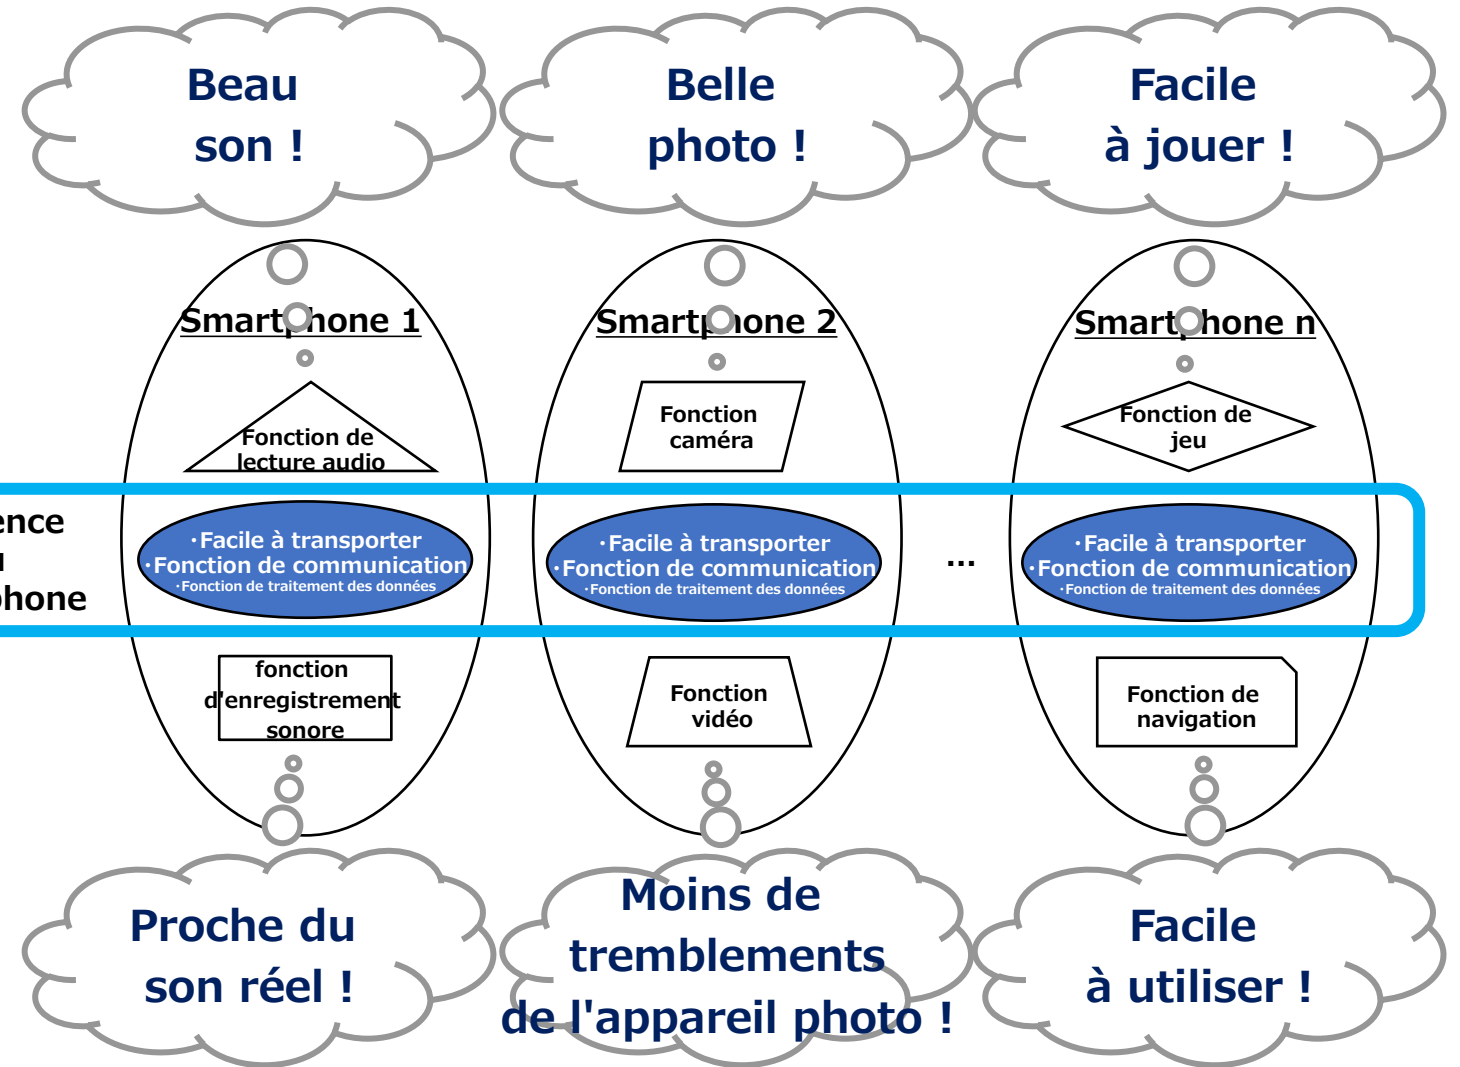 Beau
son !
Belle
photo !
Facile
à jouer !
Smartphone 1
Smartphone 2
Smartphone n
Fonction de
lecture audio
Fonction
caméra
Fonction de
jeu
phone
・Facile à transporter
・Fonction de communication
・Fonction de traitement des données
・Facile à transporter
・Fonction de communication
・Fonction de traitement des données
...
・Facile à transporter
・Fonction de communication
・Fonction de traitement des données
fonction
d'enregistrement
sonore
Fonction
vidéo
Fonction de
navigation
Proche du
son réel !
Moins de
tremblements
de l'appareil photo !
Facile
à utiliser !